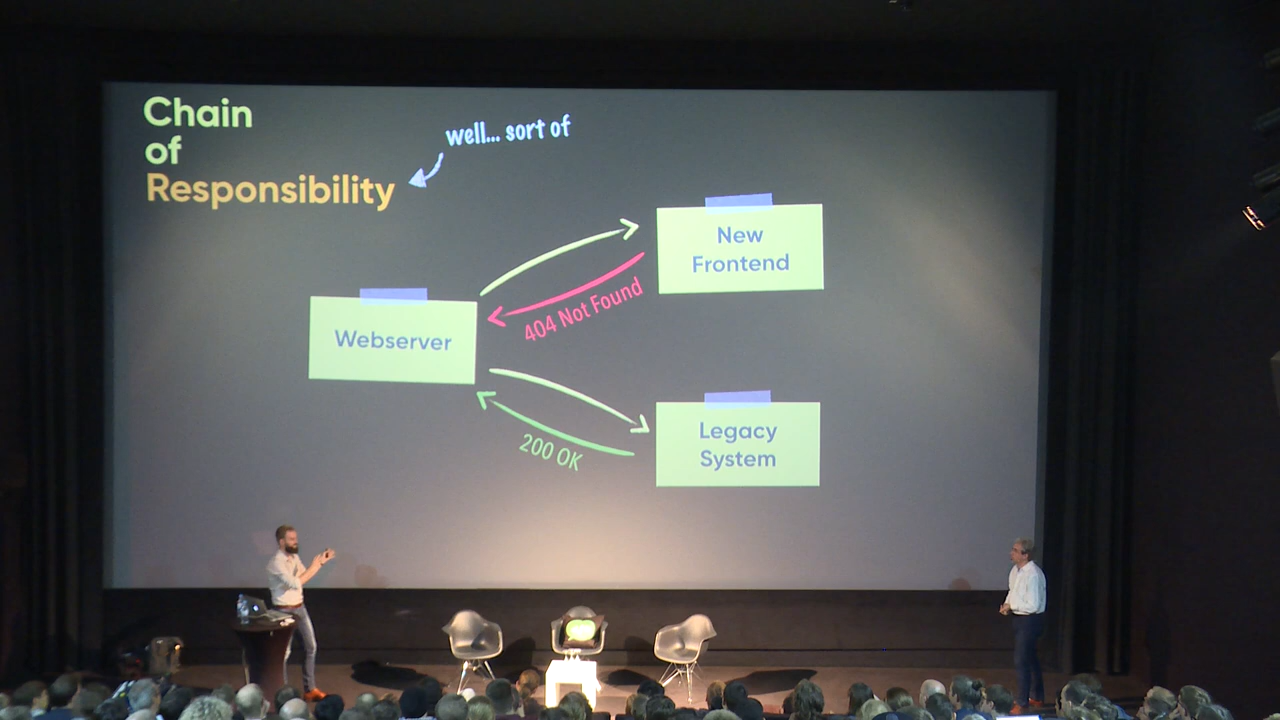 Chain
of
Responsibility
well... sort of
New
Frontend
404 Not Found
Webserver
Legacy
System
200 OK